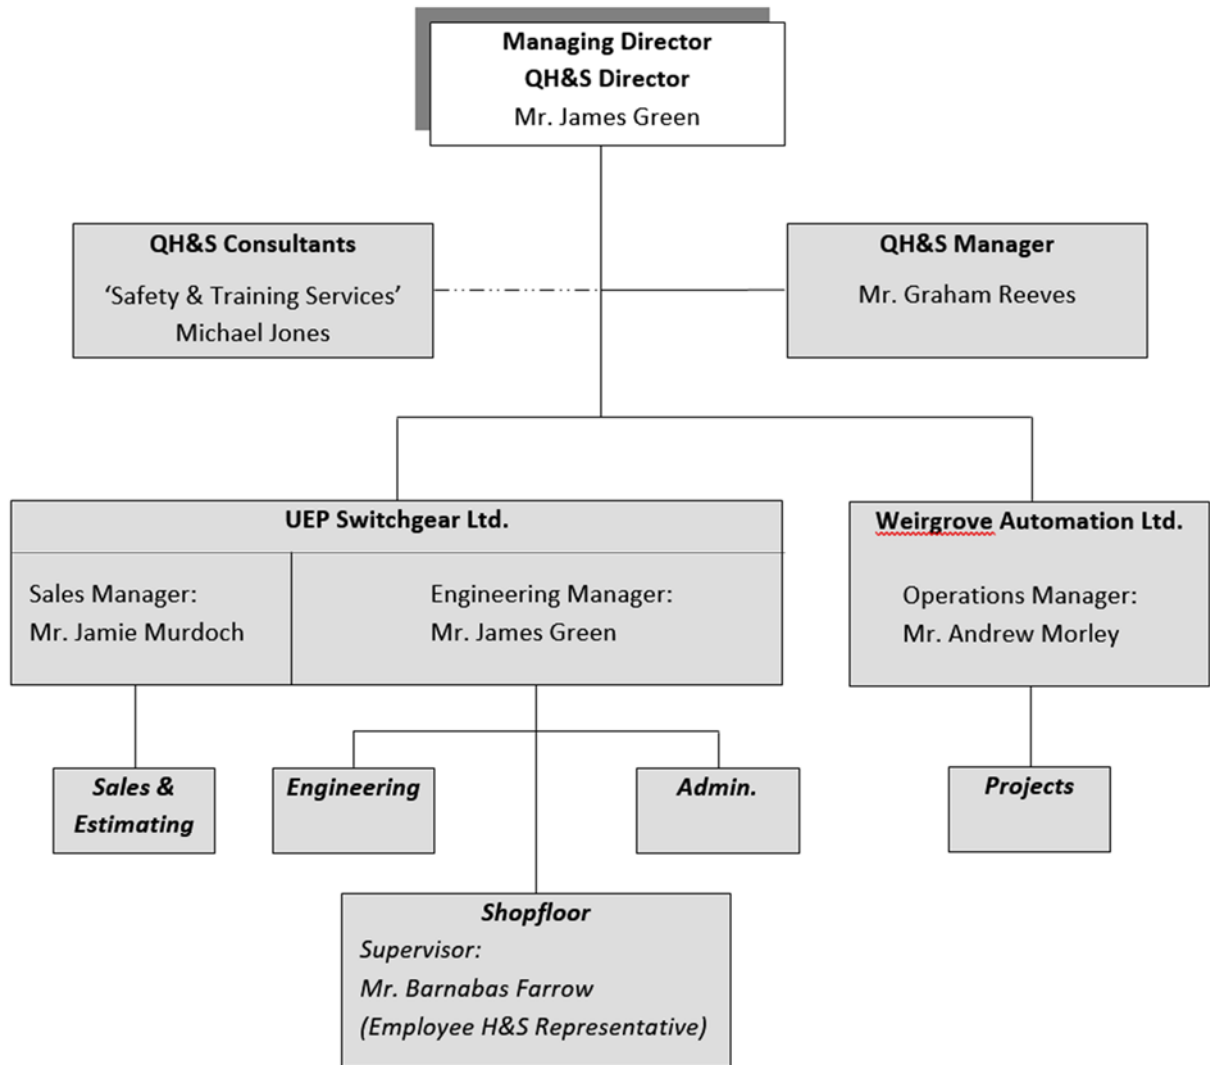 Managing Director
QH&S Director
Mr. James Green
QH&S Consultants
‘Safety & Training Services’
Michael Jones
QH&S Manager
Mr. Graham Reeves
UEP Switchgear Ltd.
Sales Manager:
Mr. Jamie Murdoch
Engineering Manager:
Mr. James Green
Weirgrove Automation Ltd.
Operations Manager:
Mr. Andrew Morley
Sales &
Estimating
Engineering
Admin.
Projects
Shopfloor
Supervisor:
Mr. Barnabas Farrow
(Employee H&S Representative)